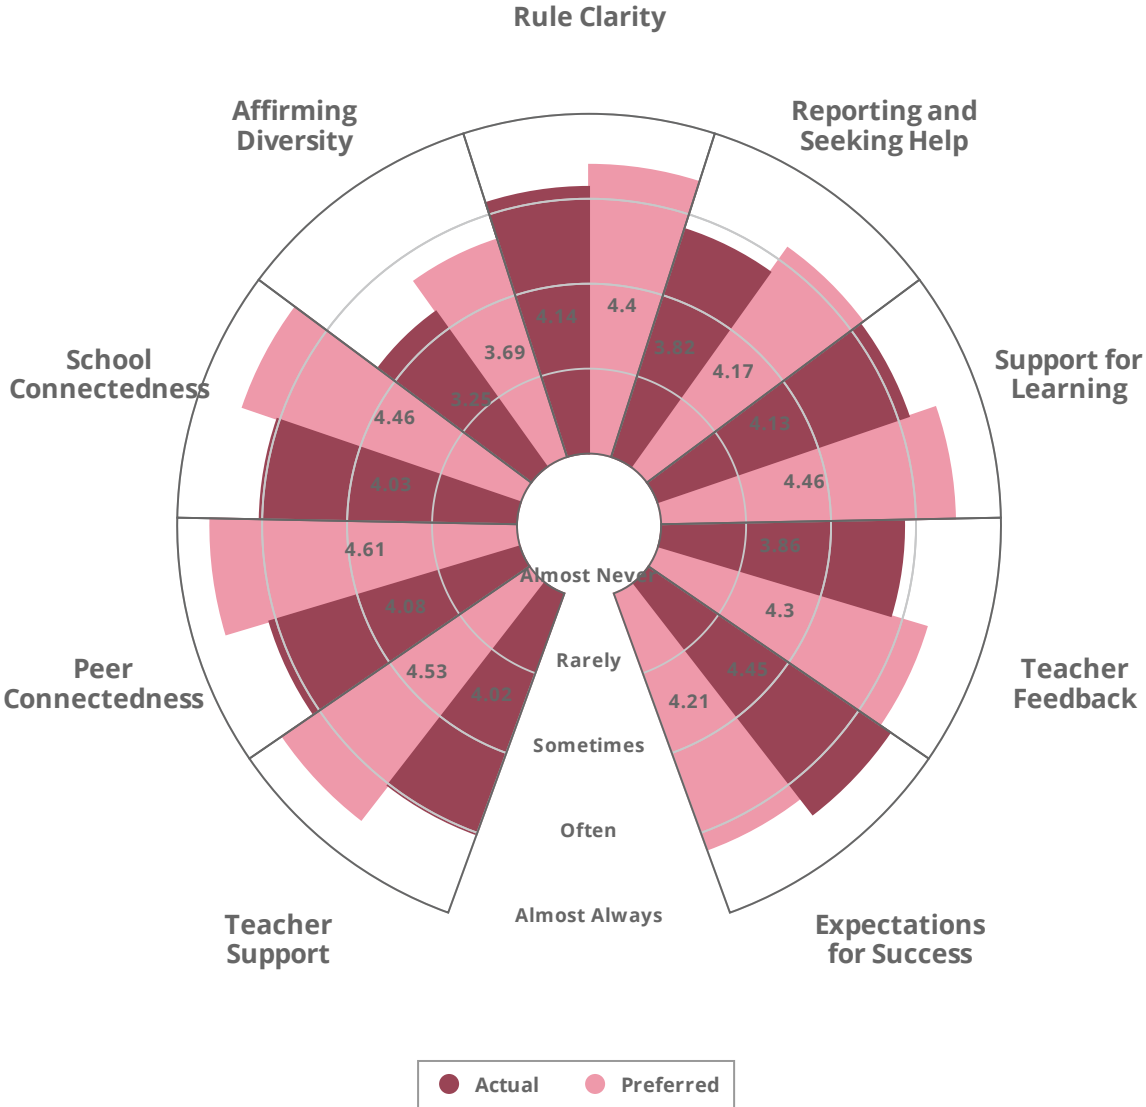 Rule Clarity
Affirming
Diversity
Reporting and
Seeking Help
School
Connectedness
Support for
Learning
4.14
4.4
3.69
3.82
4.17
3.25
4.46
4.13
4.03
4.46
4.61
3.86
Almost Never
4.08
4.3
Rarely
4.53
4.45
4.02
4.21
Peer
Connectedness
Teacher
Feedback
Sometimes
Often
Almost Always
Teacher
Support
Expectations
for Success
Actual
Preferred